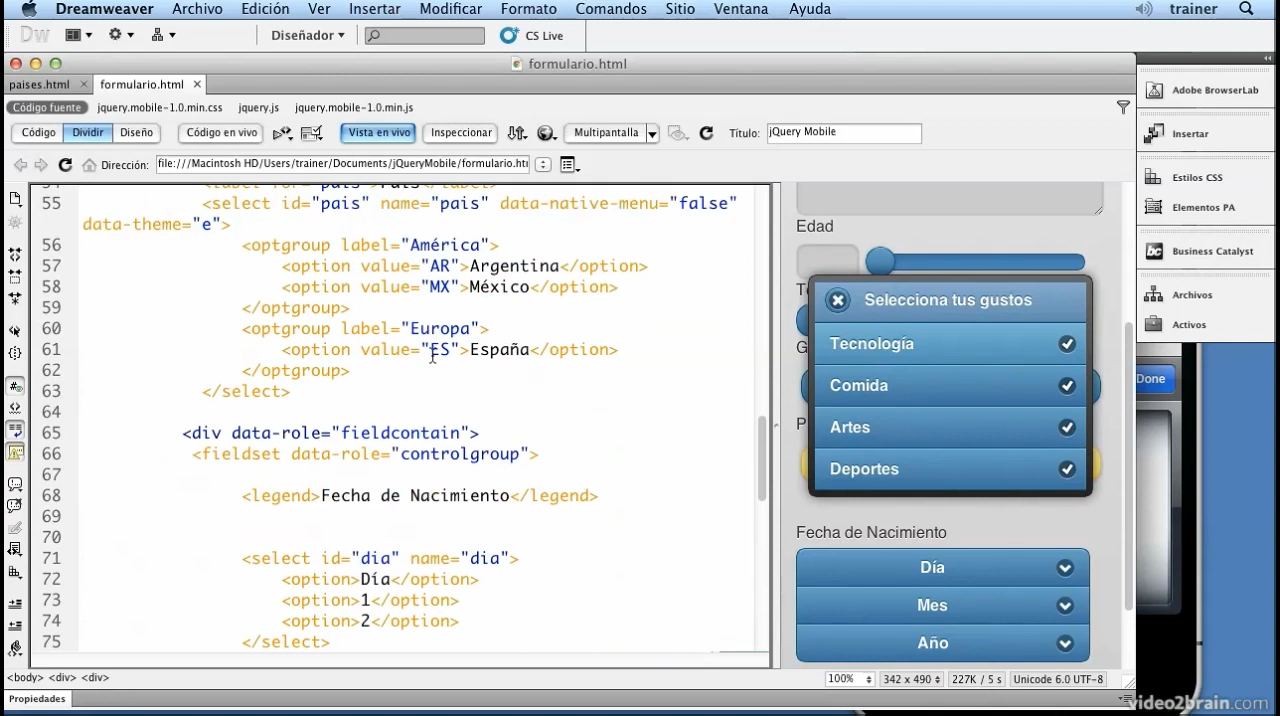 Dreamweaver Archivo Edición Ver Insertar Modificar Formato Comandos Sitio Ventana Ayuda trainer
Dw Diseñador CS Live
formulario.html
paises.html formulario.html
Código fuente jquery.mobile-1.0.min.css jquery.js jquery.mobile-1.0.min.js
Código Dividir Diseño Código en vivo Vista en vivo Inspeccionar Multipantalla Título: jQuery Mobile
Dirección: file:///Macintosh HD/Users/trainer/Documents/jQueryMobile/formulario.htm
55 <select id="pais" name="pais" data-native-menu="false"
data-theme="e">
56 <optgroup label="América">
57 <option value="AR">Argentina</option>
58 <option value="MX">México</option>
59 </optgroup>
60 <optgroup label="Europa">
61 <option value="ES">España</option>
62 </optgroup>
63 </select>
64
65 <div data-role="fieldcontain">
66 <fieldset data-role="controlgroup">
67
68 <legend>Fecha de Nacimiento</legend>
69
70
71 <select id="dia" name="dia">
72 <option>Día</option>
73 <option>1</option>
74 <option>2</option>
75 </select>
Edad
Selecciona tus gustos
Tecnología
Comida
Artes
Deportes
Fecha de Nacimiento
Día
Mes
Año
Done
Adobe BrowserLab
Insertar
Estilos CSS
Elementos PA
bc Business Catalyst
Archivos
Activos
<body> <div> <div> 100% 342 x 490 227K / 5 s Unicode 6.0 UTF-8
Propiedades
video2brain.com